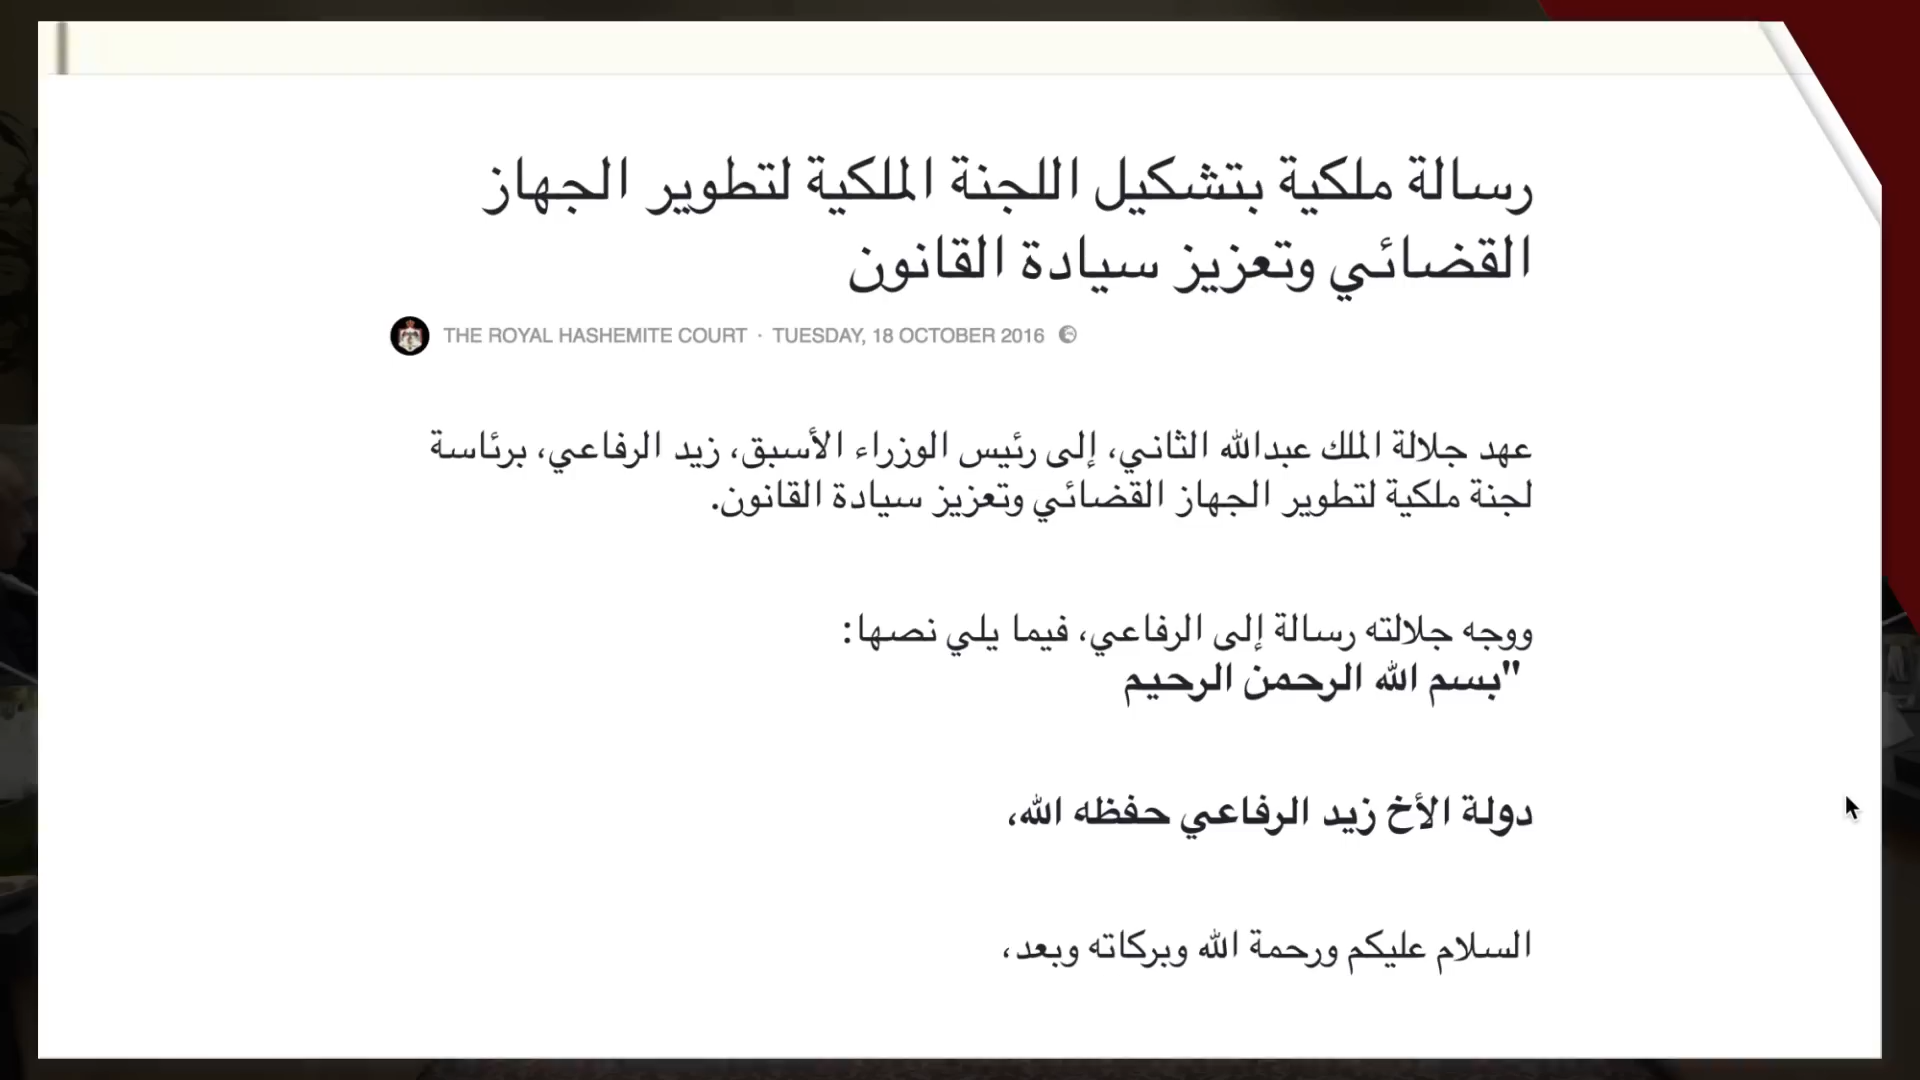 رسالة ملكية بتشكيل اللجنة الملكية لتطوير الجهاز
القضائي وتعزيز سيادة القانون
THE ROYAL HASHEMITE COURT · TUESDAY, 18 OCTOBER 2016
عهد جلالة الملك عبدالله الثاني، إلى رئيس الوزراء الأسبق، زيد الرفاعي، برئاسة
لجنة ملكية لتطوير الجهاز القضائي وتعزيز سيادة القانون.
ووجه جلالته رسالة إلى الرفاعي، فيما يلي نصها:
"بسم الله الرحمن الرحيم
دولة الأخ زيد الرفاعي حفظه الله،
السلام عليكم ورحمة الله وبركاته وبعد،